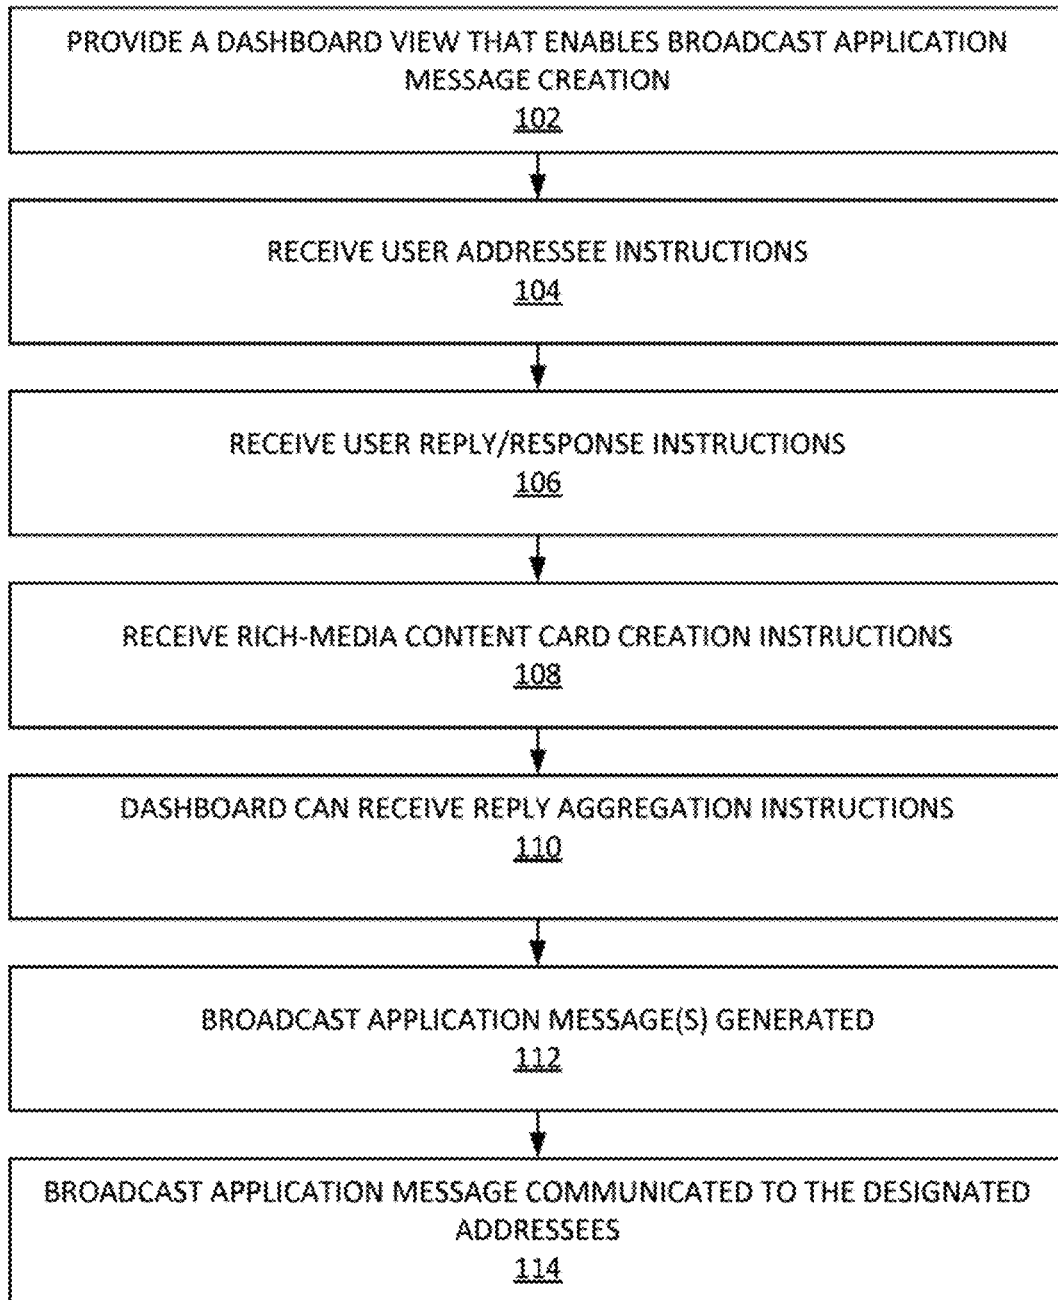 PROVIDE A DASHBOARD VIEW THAT ENABLES BROADCAST APPLICATION
MESSAGE CREATION
102
RECEIVE USER ADDRESSEE INSTRUCTIONS
104
RECEIVE USER REPLY/RESPONSE INSTRUCTIONS
106
RECEIVE RICH-MEDIA CONTENT CARD CREATION INSTRUCTIONS
108
DASHBOARD CAN RECEIVE REPLY AGGREGATION INSTRUCTIONS
110
BROADCAST APPLICATION MESSAGE(S) GENERATED
112
BROADCAST APPLICATION MESSAGE COMMUNICATED TO THE DESIGNATED
ADDRESSEES
114